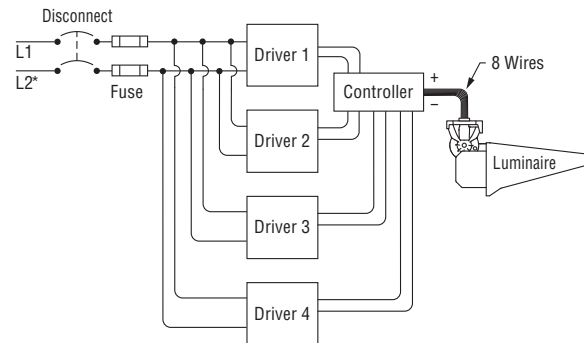 Disconnect
L1
L2*
Fuse
Driver 1
Driver 2
Driver 3
Driver 4
Controller
+
–
8 Wires
Luminaire